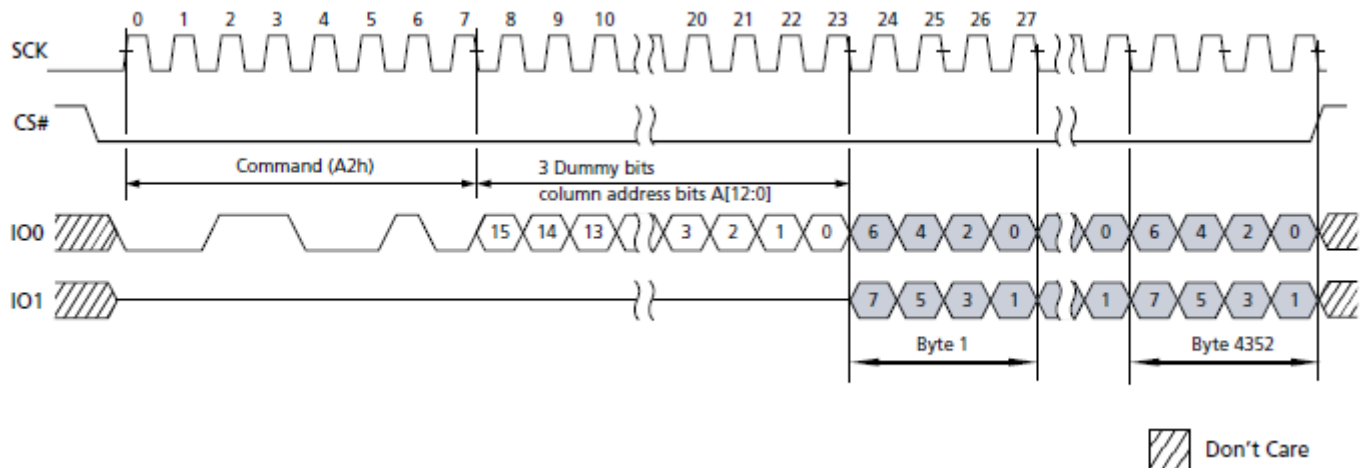 0 1 2 3 4 5 6 7 8 9 10 20 21 22 23 24 25 26 27
SCK
CS#
Command (A2h) 3 Dummy bits
column address bits A[12:0]
IO0 15 14 13 3 2 1 0 6 4 2 0 0 6 4 2 0
IO1 7 5 3 1 1 7 5 3 1
Byte 1 Byte 4352
Don't Care